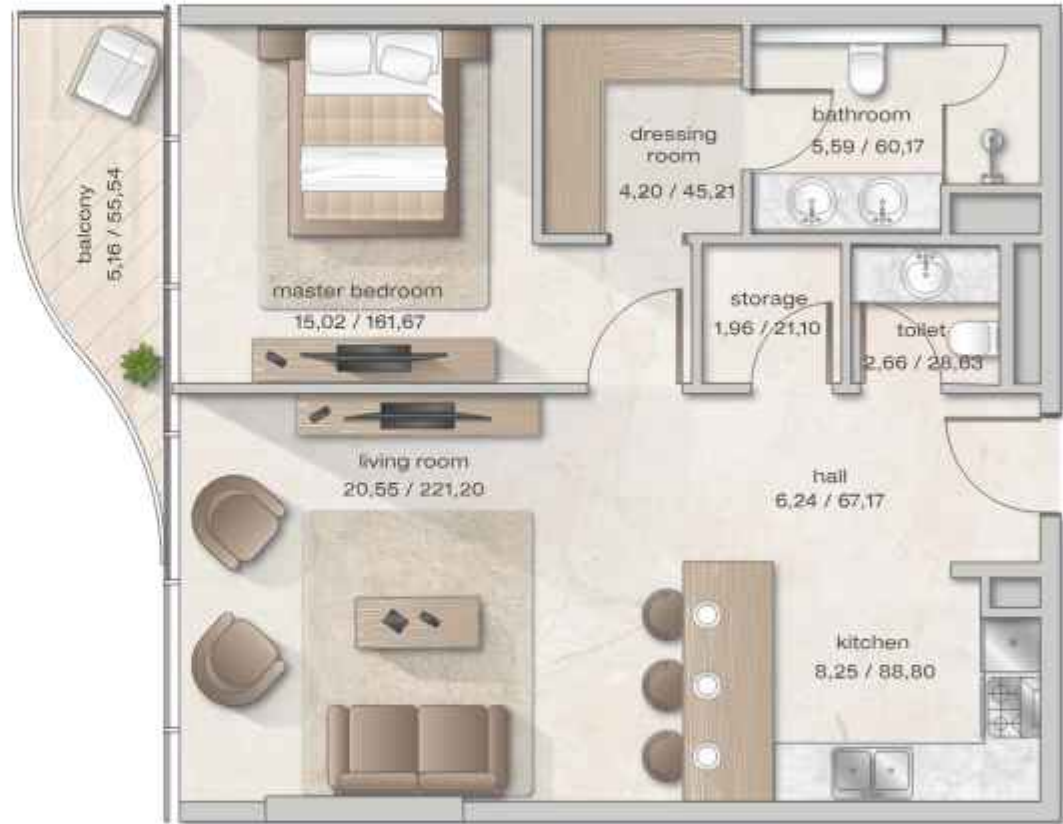 balcony
5,16 / 55,54
master bedroom
15,02 / 161,67
dressing
room
4,20 / 45,21
bathroom
5,59 / 60,17
storage
1,96 / 21,10
toilet
2,66 / 28,63
living room
20,55 / 221,20
hall
6,24 / 67,17
kitchen
8,25 / 88,80